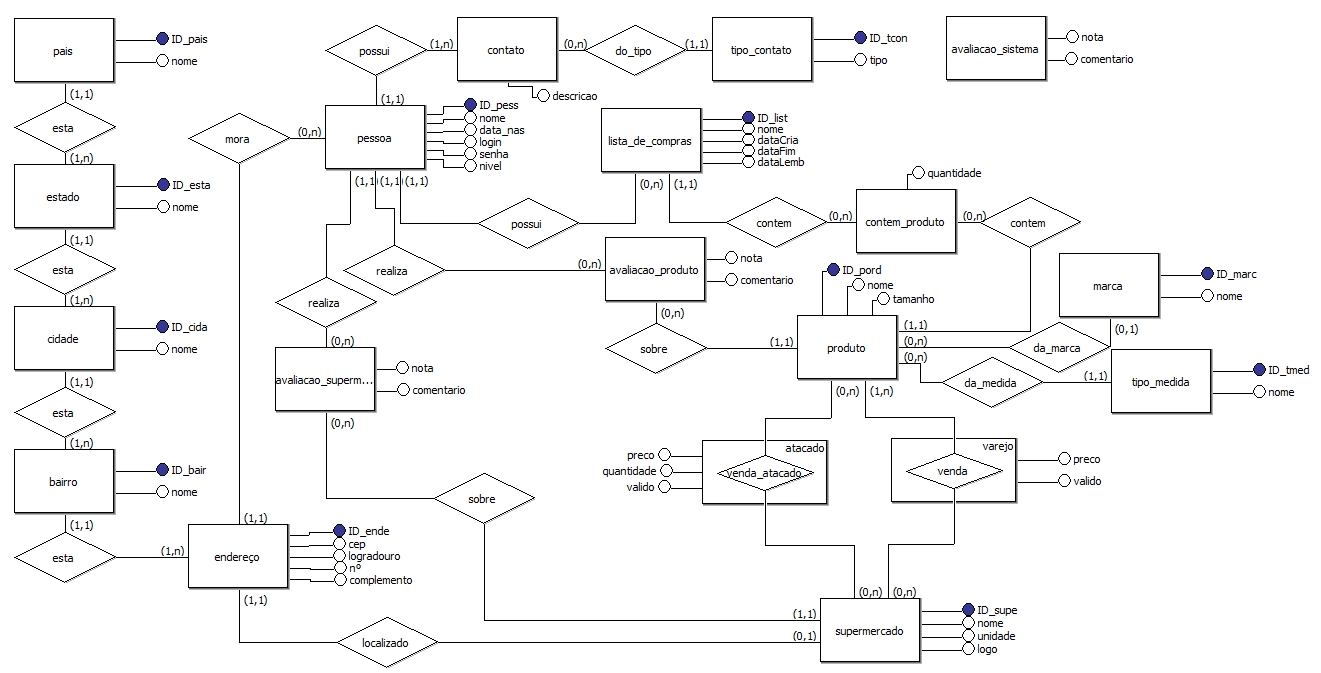 pais
ID_pais
nome
(1,1)
esta
(1,n)
estado
ID_esta
nome
(1,1)
esta
(1,n)
cidade
ID_cida
nome
(1,1)
esta
(1,n)
bairro
ID_bair
nome
(1,1)
esta
(1,n)
endereço
ID_ende
cep
logradouro
nº
complemento
(1,1)
(1,1)
mora
(0,n)
possui
(1,n)
contato
(0,n)
do_tipo
(1,1)
tipo_contato
ID_tcon
tipo
descricao
avaliacao_sistema
nota
comentario
(1,1)
pessoa
ID_pess
nome
data_nas
login
senha
nivel
(1,1)
(1,1)
(1,1)
lista_de_compras
ID_list
nome
dataCria
dataFim
dataLemb
(0,n)
(1,1)
possui
contem
(0,n)
contem_produto
quantidade
(0,n)
contem
realiza
(0,n)
avaliacao_produto
nota
comentario
(0,n)
sobre
(1,1)
realiza
(0,n)
avaliacao_superm...
nota
comentario
(0,n)
sobre
(1,1)
ID_pord
nome
tamanho
produto
(1,1)
(0,n)
(0,n)
marca
ID_marc
nome
(0,1)
da_marca
da_medida
(1,1)
tipo_medida
ID_tmed
nome
(0,n)
(1,n)
atacado
venda_atacado
preco
quantidade
valido
varejo
venda
preco
valido
(0,n)
(0,n)
supermercado
ID_supe
nome
unidade
logo
(0,1)
localizado